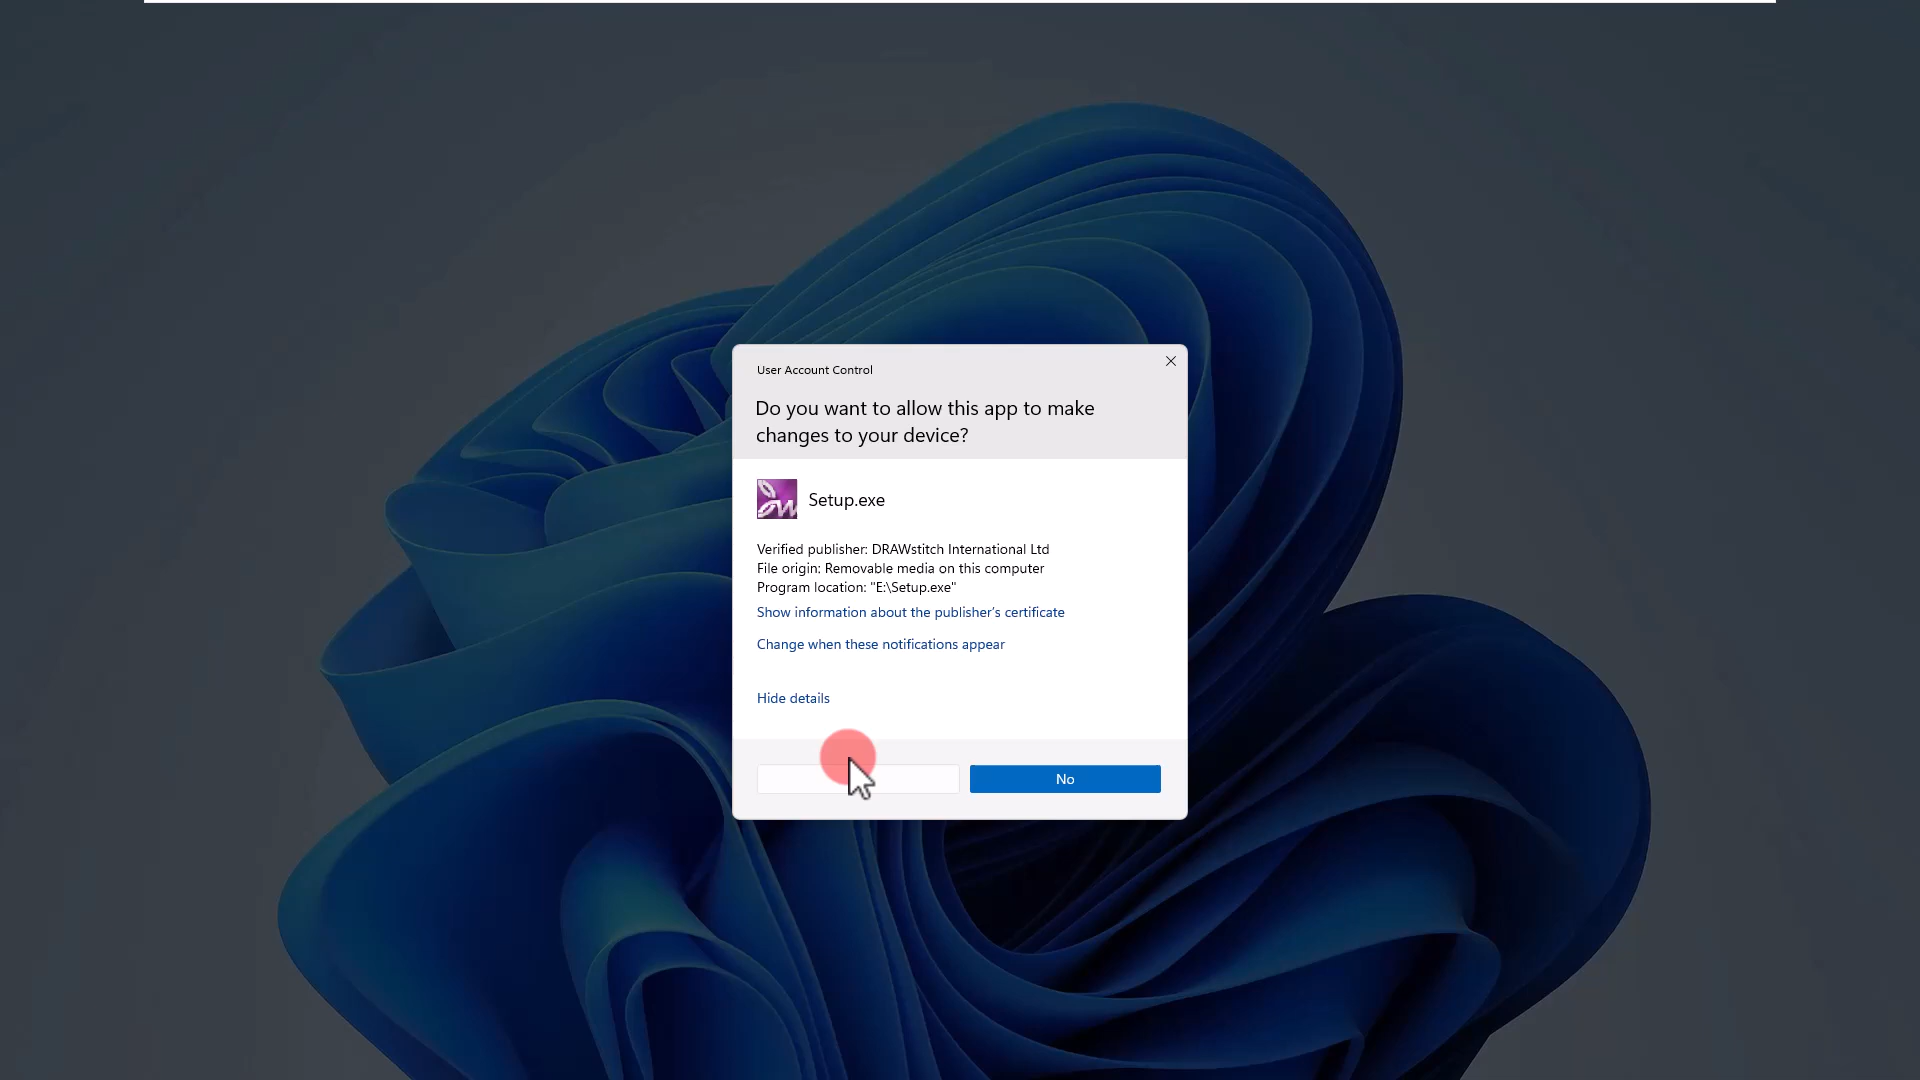 User Account Control
Do you want to allow this app to make
changes to your device?
Setup.exe
Verified publisher: DRAWstitch International Ltd
File origin: Removable media on this computer
Program location: "E:\Setup.exe"
Show information about the publisher's certificate
Change when these notifications appear
Hide details
No